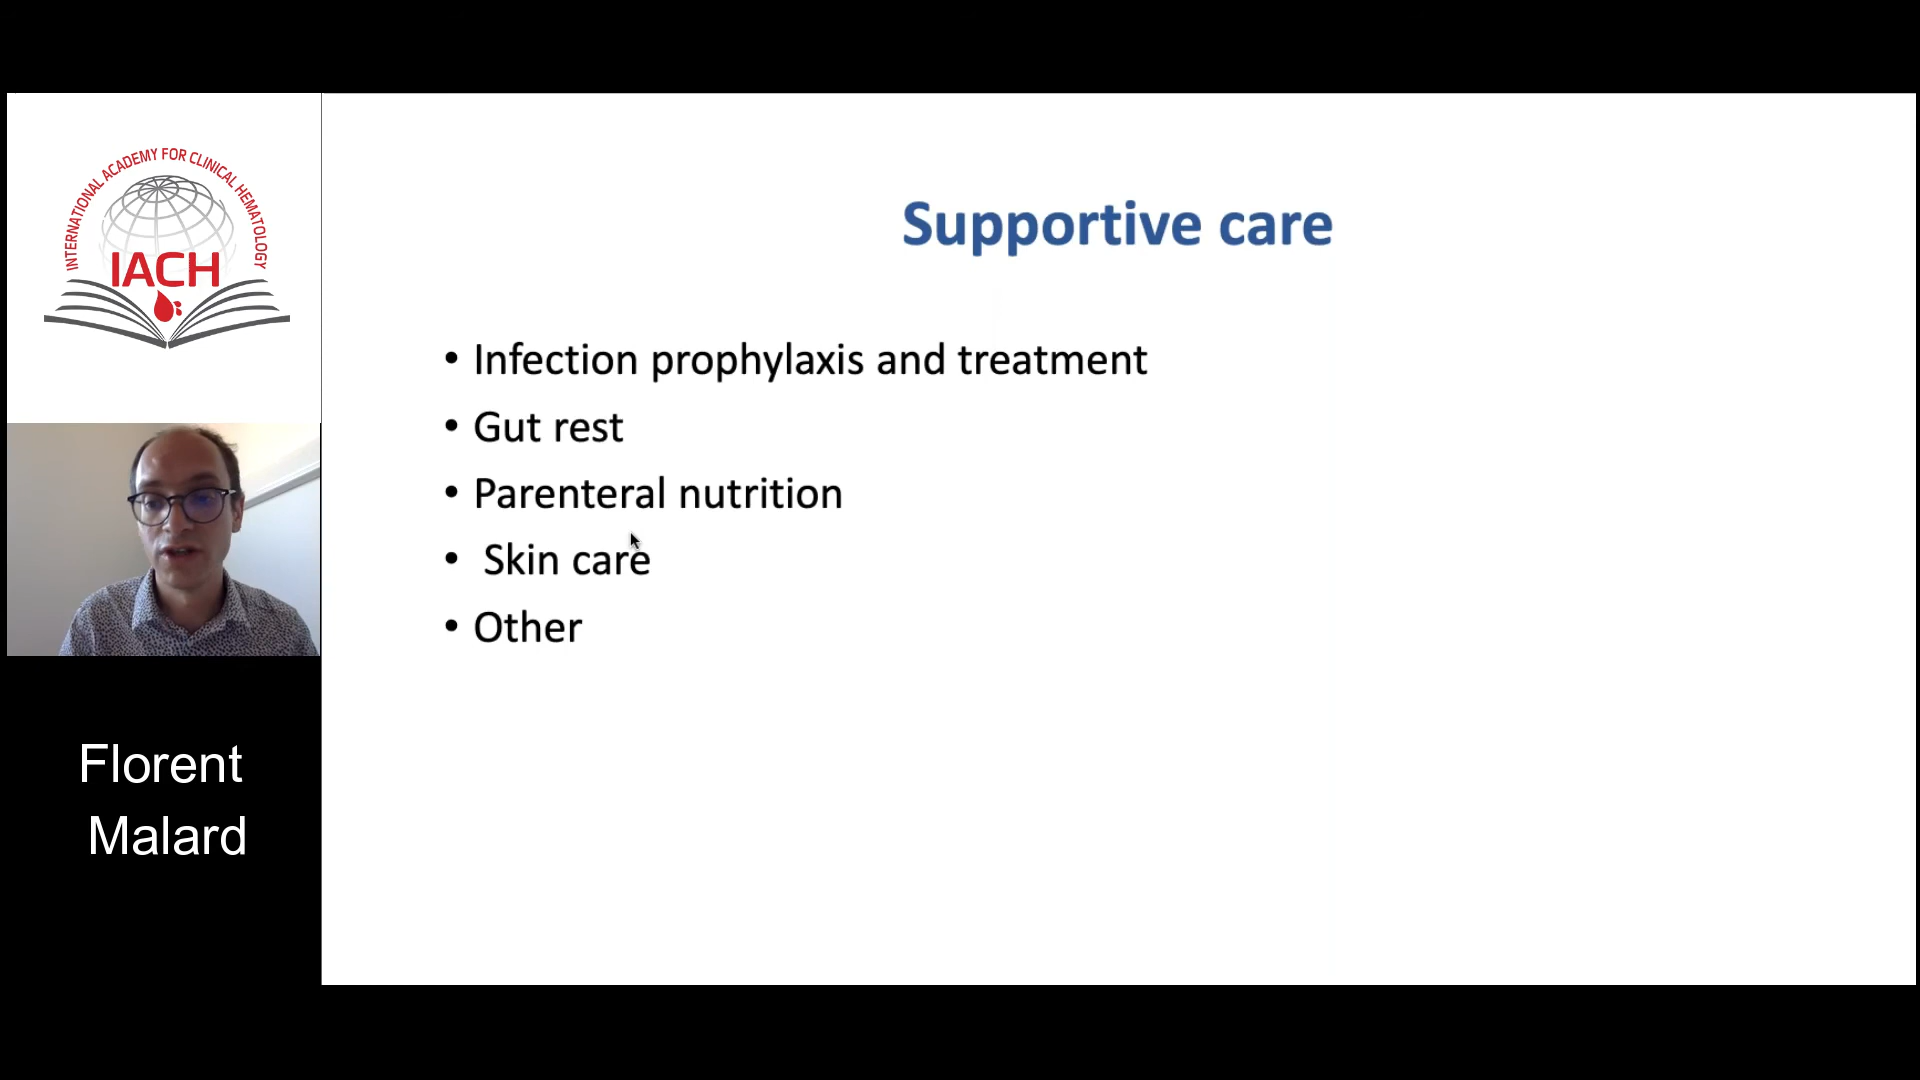 INTERNATIONAL ACADEMY FOR CLINICAL HEMATOLOGY
IACH
Florent
Malard
Supportive care
• Infection prophylaxis and treatment
• Gut rest
• Parenteral nutrition
• Skin care
• Other